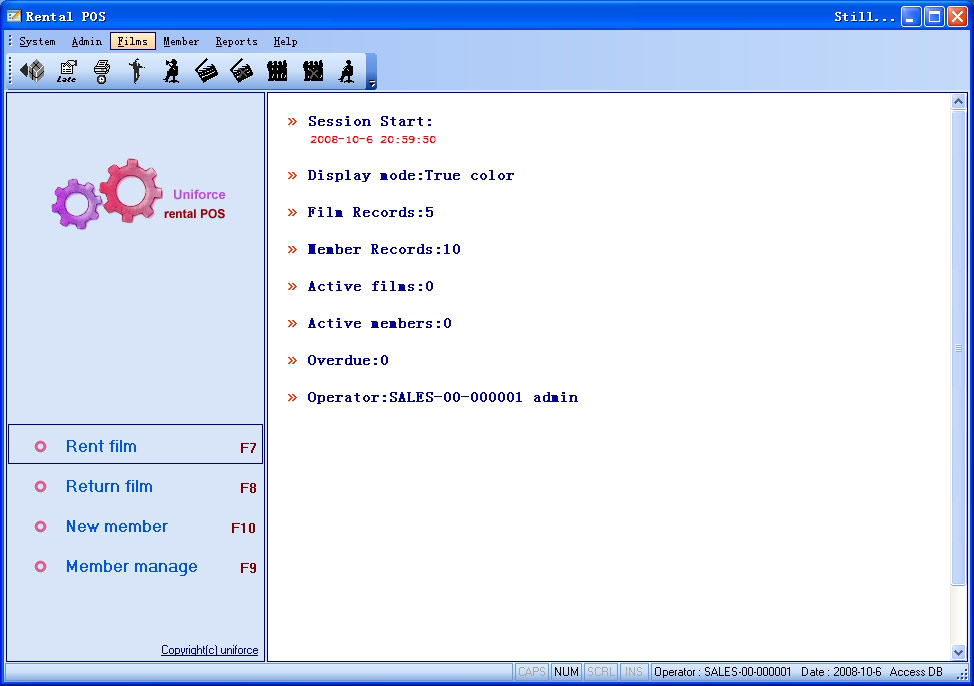 Rental POS
Still...
System Admin Films Member Reports Help
Late
Uniforce
rental POS
» Session Start:
2008-10-6 20:59:50
» Display mode:True color
» Film Records:5
» Member Records:10
» Active films:0
» Active members:0
» Overdue:0
» Operator:SALES-00-000001 admin
Rent film F7
Return film F8
New member F10
Member manage F9
Copyright(c) uniforce
CAPS NUM SCRL INS Operator : SALES-00-000001 Date : 2008-10-6 Access DB